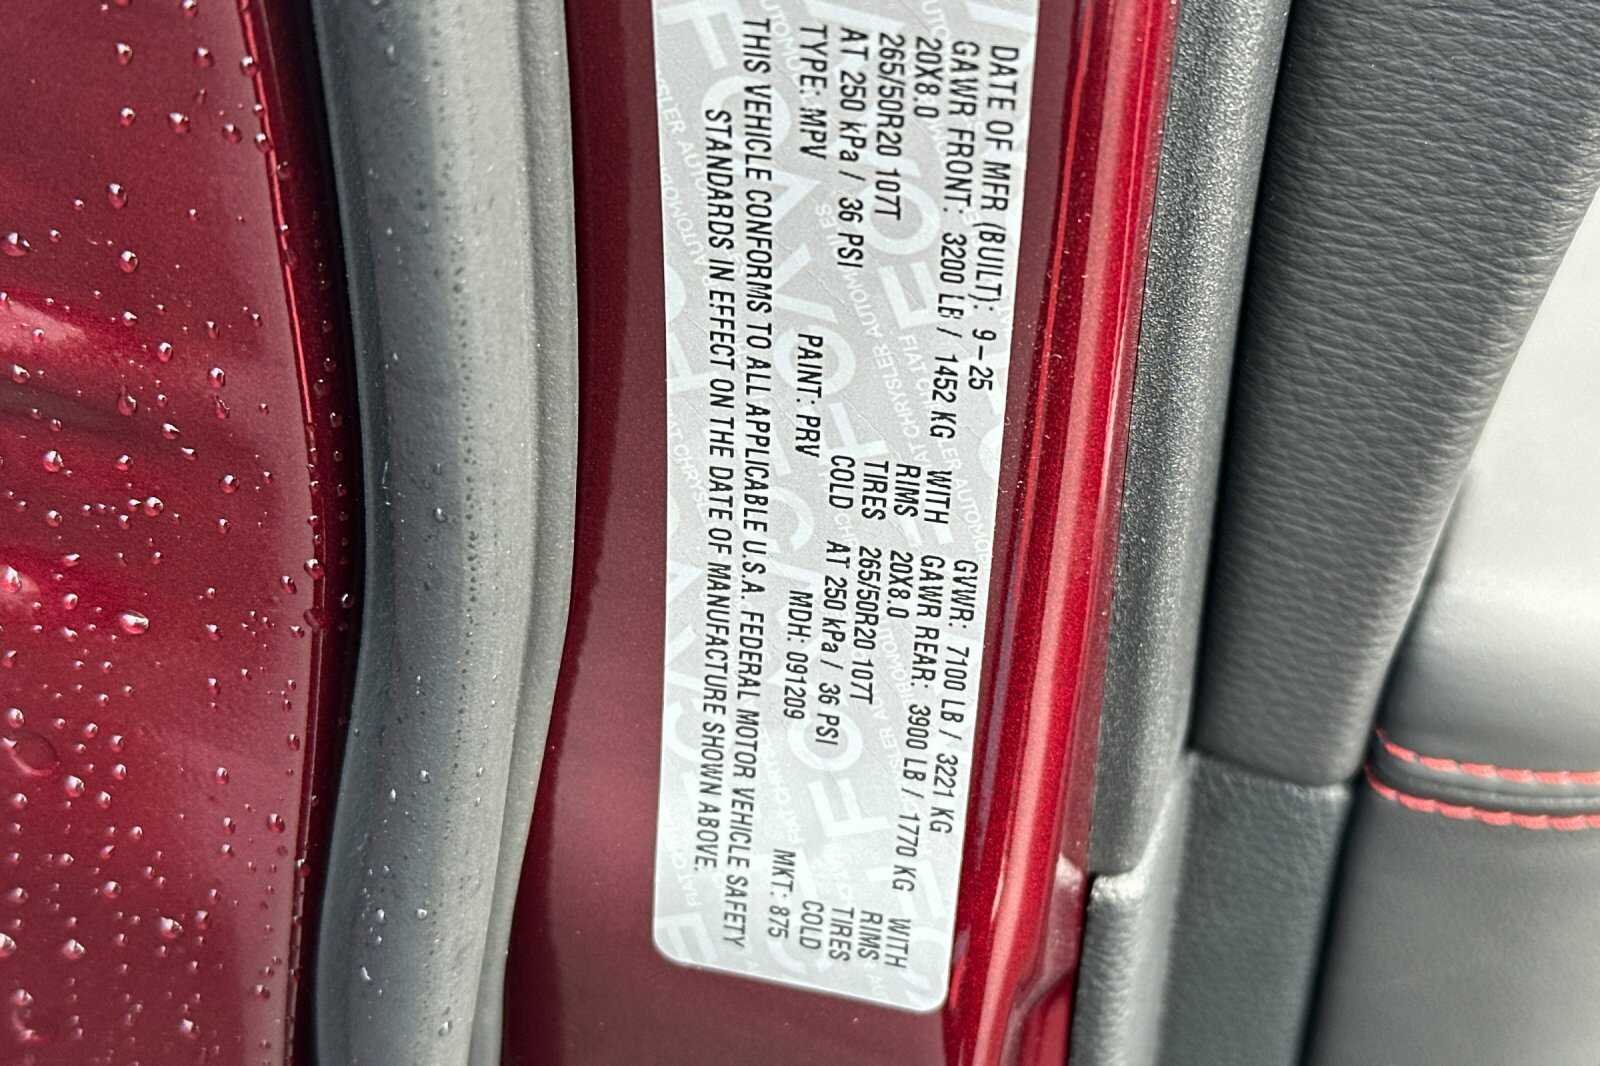 DATE OF MFR (BUILT): 9-25 GVWR: 7100 LB / 3221 KG
GAWR FRONT: 3200 LB / 1452 KG WITH GAWR REAR: 3900 LB / 1770 KG WITH
20X8.0 RIMS 20X8.0 RIMS
265/50R20 107T TIRES 265/50R20 107T TIRES
AT 250 kPa / 36 PSI COLD AT 250 kPa / 36 PSI COLD
TYPE: MPV PAINT: PRV MDH: 091209 MKT: 875
THIS VEHICLE CONFORMS TO ALL APPLICABLE U.S.A. FEDERAL MOTOR VEHICLE SAFETY
STANDARDS IN EFFECT ON THE DATE OF MANUFACTURE SHOWN ABOVE.